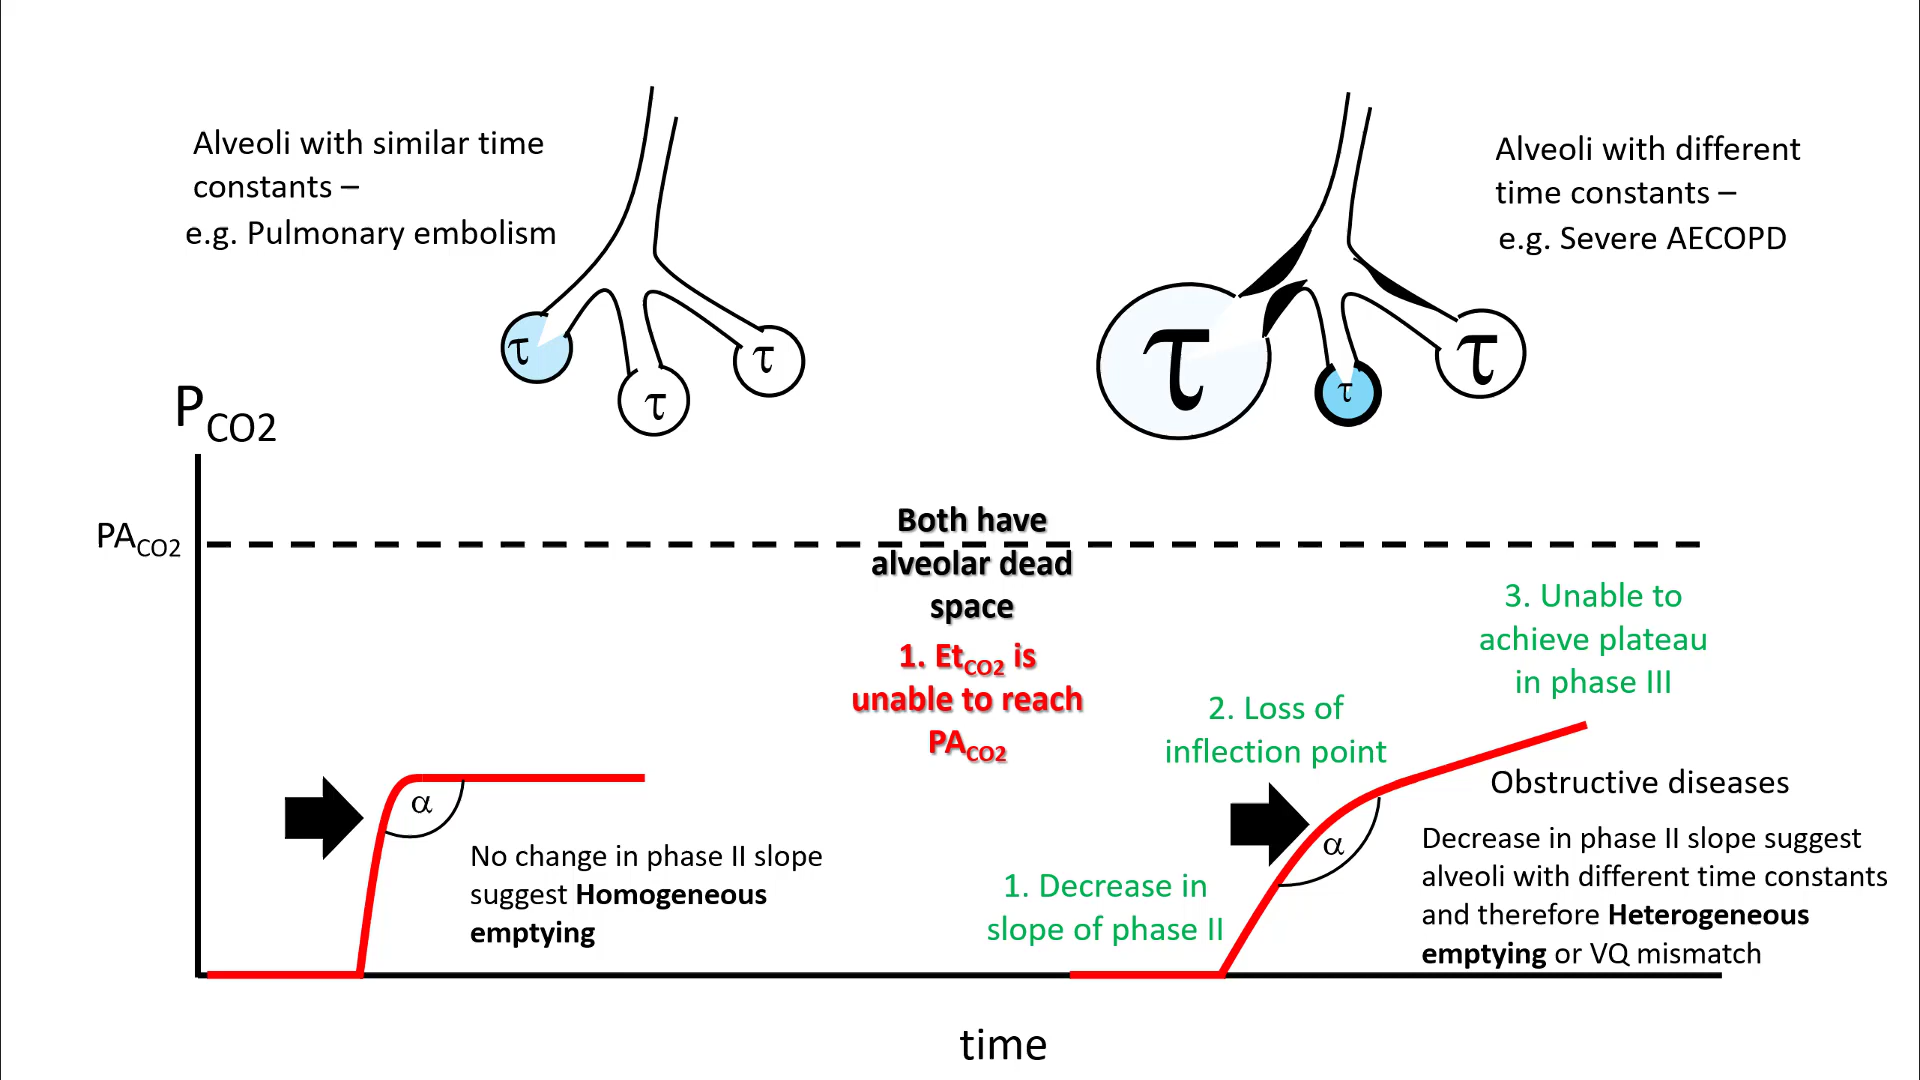 Alveoli with similar time
constants –
e.g. Pulmonary embolism
Alveoli with different
time constants –
e.g. Severe AECOPD
τ
τ
τ
τ
τ
τ
PCO2
PACO2
Both have
alveolar dead
space
1. EtCO2 is
unable to reach
PACO2
3. Unable to
achieve plateau
in phase III
2. Loss of
inflection point
1. Decrease in
slope of phase II
α
α
No change in phase II slope
suggest Homogeneous
emptying
Obstructive diseases
Decrease in phase II slope suggest
alveoli with different time constants
and therefore Heterogeneous
emptying or VQ mismatch
time